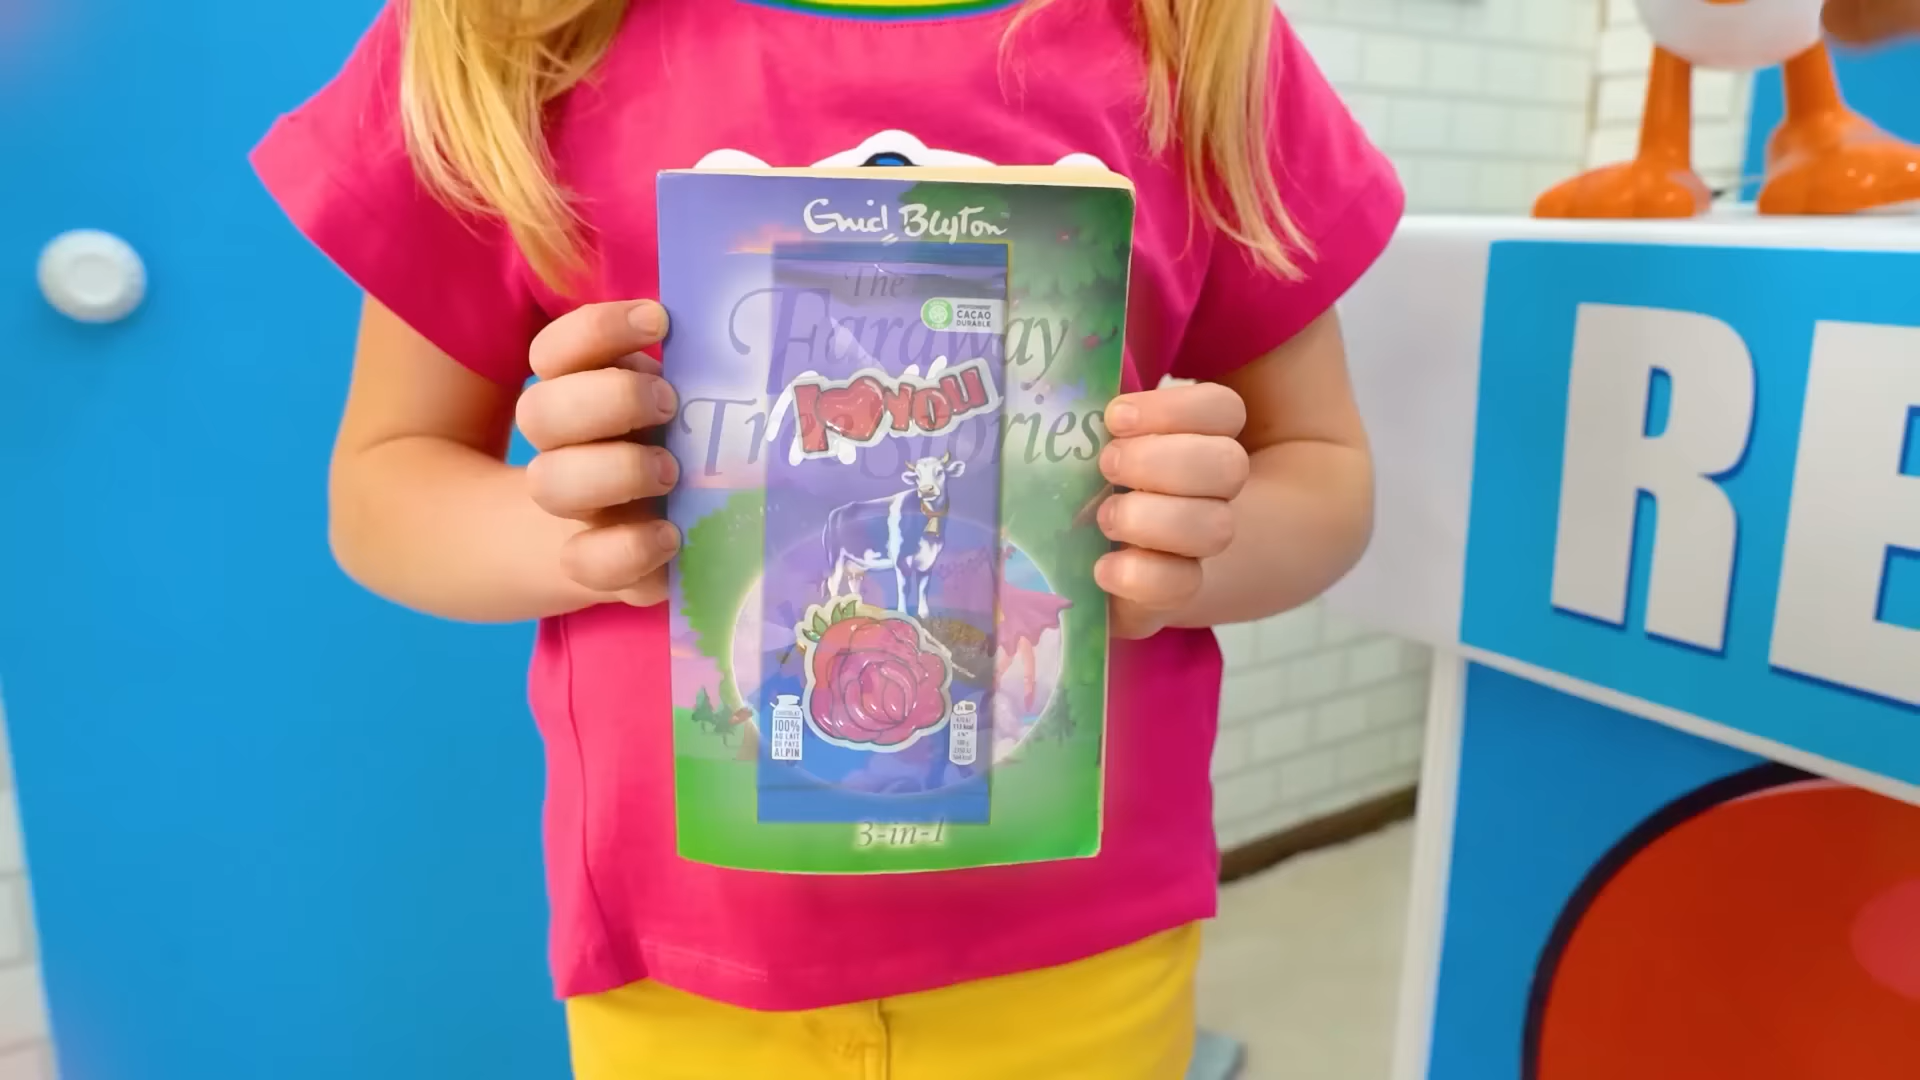 Enid Blyton
The
Faraway
Tree Stories
CACAO
DURABLE
I YOU
CHOCOLAT
100%
AU LAIT
DU PAYS
ALPIN
3-in-1
RE